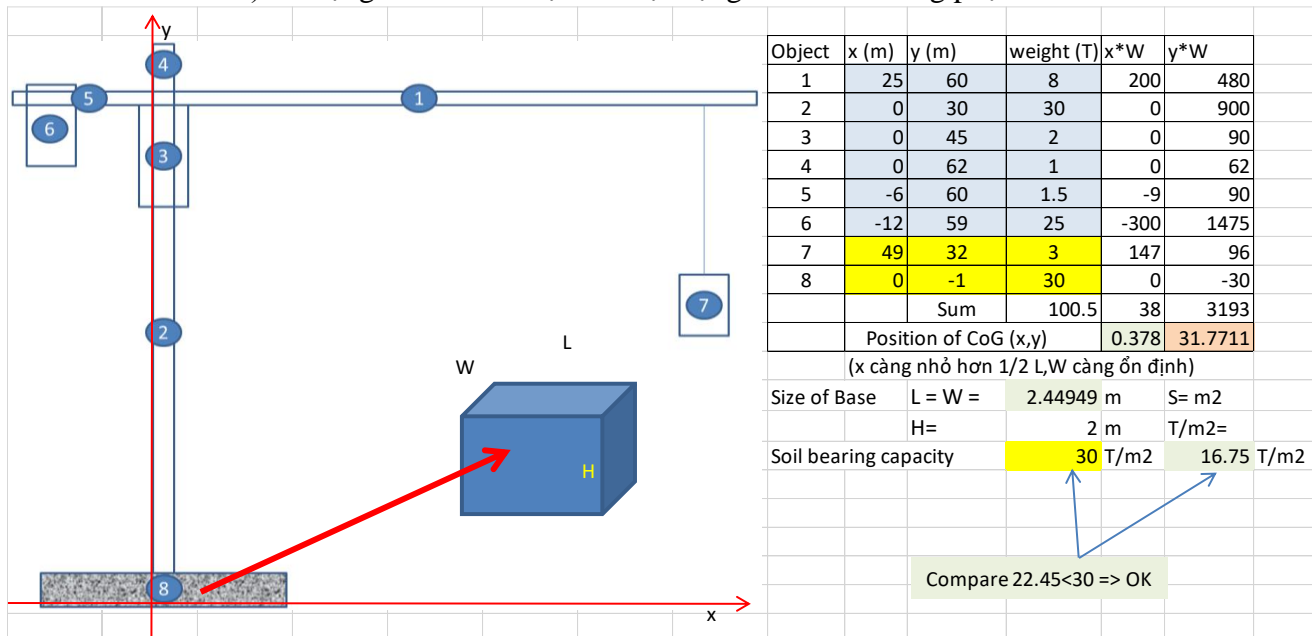 y
4
5
1
6
3
7
2
L
W
H
8
x
Object x (m) y (m) weight (T) x*W y*W
1 25 60 8 200 480
2 0 30 30 0 900
3 0 45 2 0 90
4 0 62 1 0 62
5 -6 60 1.5 -9 90
6 -12 59 25 -300 1475
7 49 32 3 147 96
8 0 -1 30 0 -30
Sum 100.5 38 3193
Position of CoG (x,y) 0.378 31.7711
(x càng nhỏ hơn 1/2 L,W càng ổn định)
Size of Base L = W = 2.44949 m S= m2
H= 2 m T/m2=
Soil bearing capacity 30 T/m2 16.75 T/m2
Compare 22.45<30 => OK